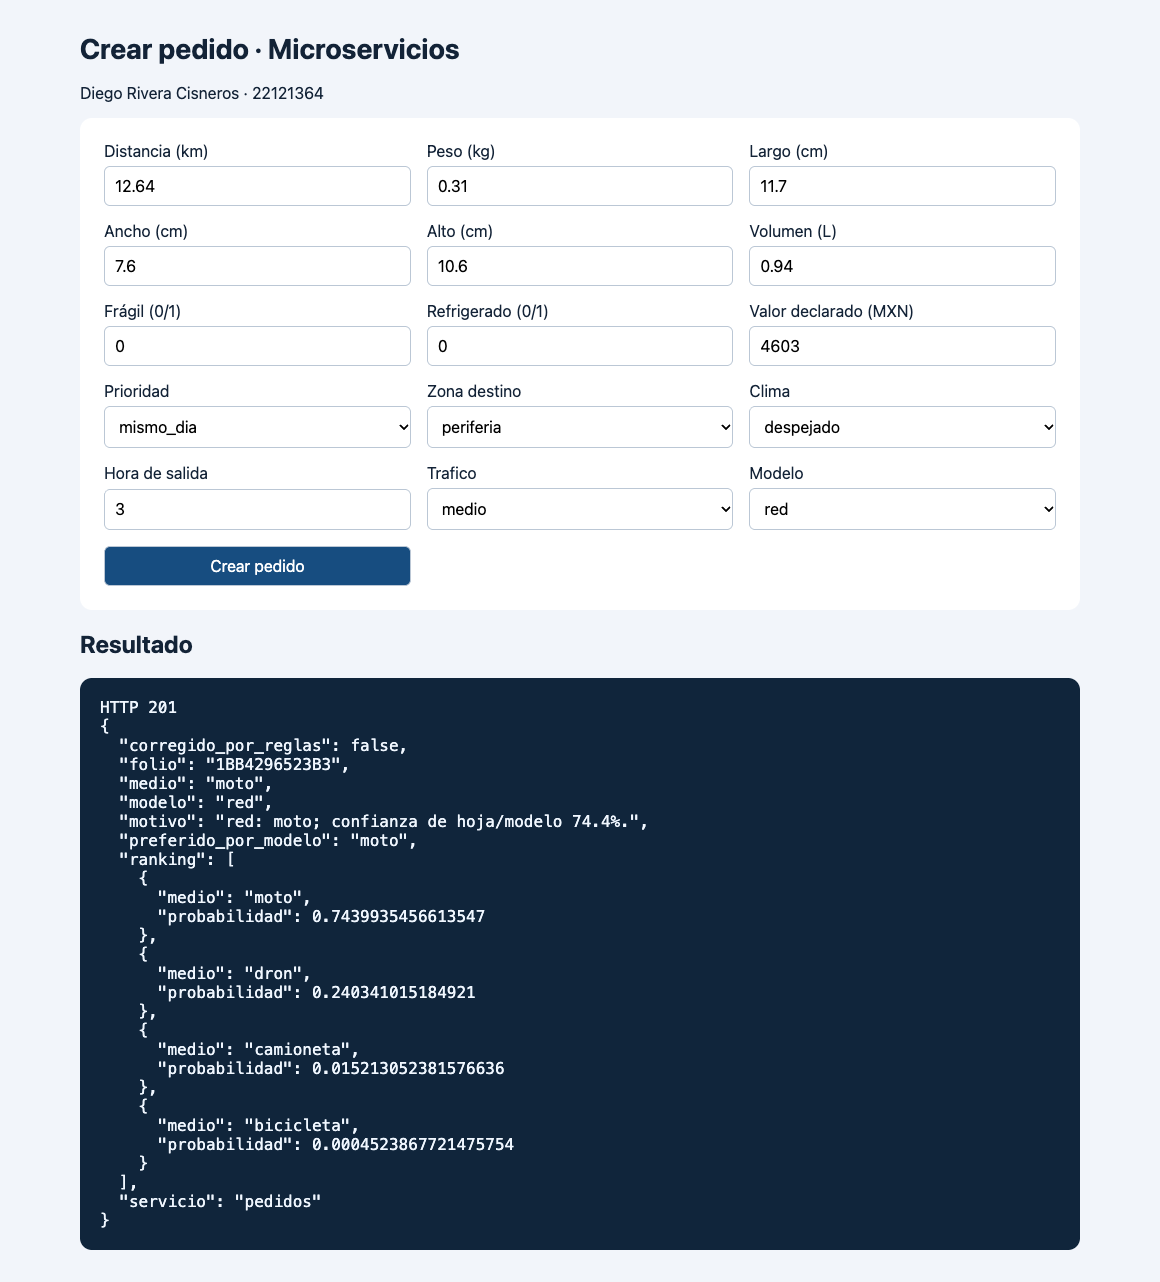 Crear pedido · Microservicios
Diego Rivera Cisneros · 22121364
Distancia (km)
12.64
Peso (kg)
0.31
Largo (cm)
11.7
Ancho (cm)
7.6
Alto (cm)
10.6
Volumen (L)
0.94
Frágil (0/1)
0
Refrigerado (0/1)
0
Valor declarado (MXN)
4603
Prioridad
mismo_dia
Zona destino
periferia
Clima
despejado
Hora de salida
3
Trafico
medio
Modelo
red
Crear pedido
Resultado
HTTP 201
{
  "corregido_por_reglas": false,
  "folio": "1BB4296523B3",
  "medio": "moto",
  "modelo": "red",
  "motivo": "red: moto; confianza de hoja/modelo 74.4%.",
  "preferido_por_modelo": "moto",
  "ranking": [
    {
      "medio": "moto",
      "probabilidad": 0.7439935456613547
    },
    {
      "medio": "dron",
      "probabilidad": 0.240341015184921
    },
    {
      "medio": "camioneta",
      "probabilidad": 0.015213052381576636
    },
    {
      "medio": "bicicleta",
      "probabilidad": 0.0004523867721475754
    }
  ],
  "servicio": "pedidos"
}